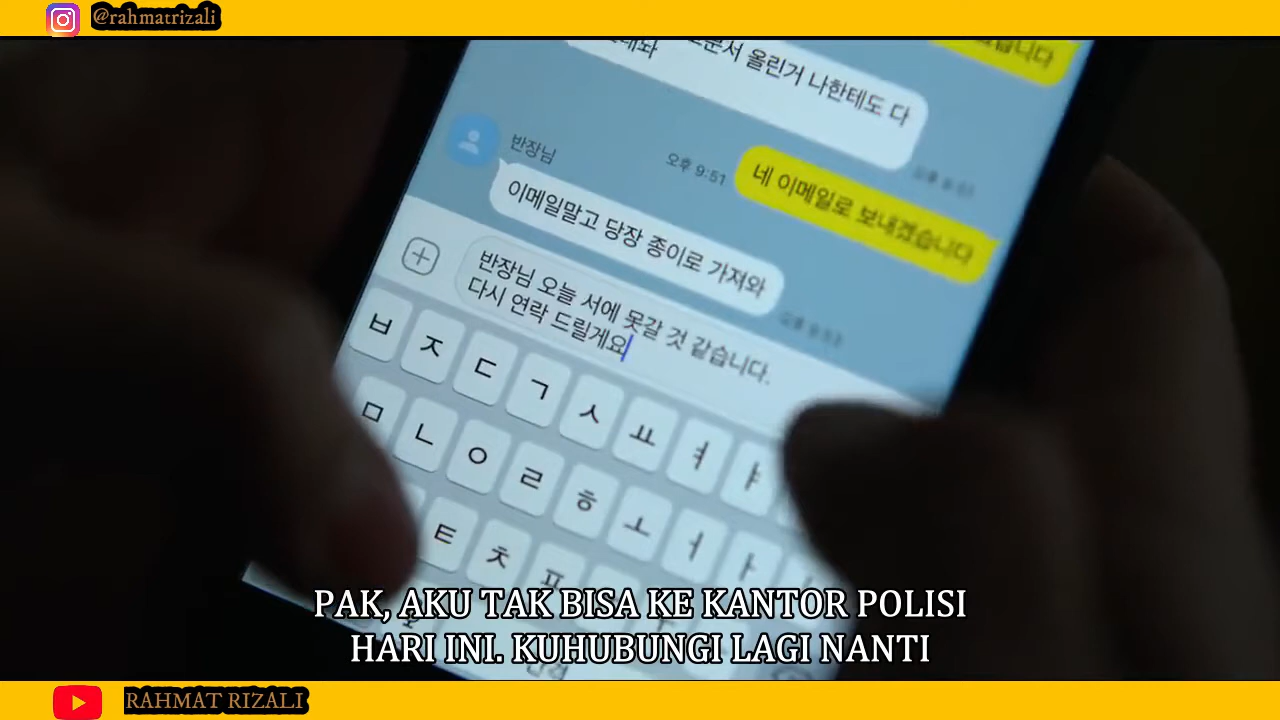 @rahmatrizali
올린거 나한테도 다
반장님
오후 9:51
네 이메일로 보내겠습니다
이메일말고 당장 종이로 가져와
반장님 오늘 서에 못갈 것 같습니다.
다시 연락 드릴게요
ㅂ ㅈ ㄷ ㄱ ㅅ ㅛ ㅕ ㅑ
ㅁ ㄴ ㅇ ㄹ ㅎ ㅗ ㅓ ㅏ
ㅌ ㅊ ㅍ
PAK, AKU TAK BISA KE KANTOR POLISI
HARI INI. KUHUBUNGI LAGI NANTI
RAHMAT RIZALI